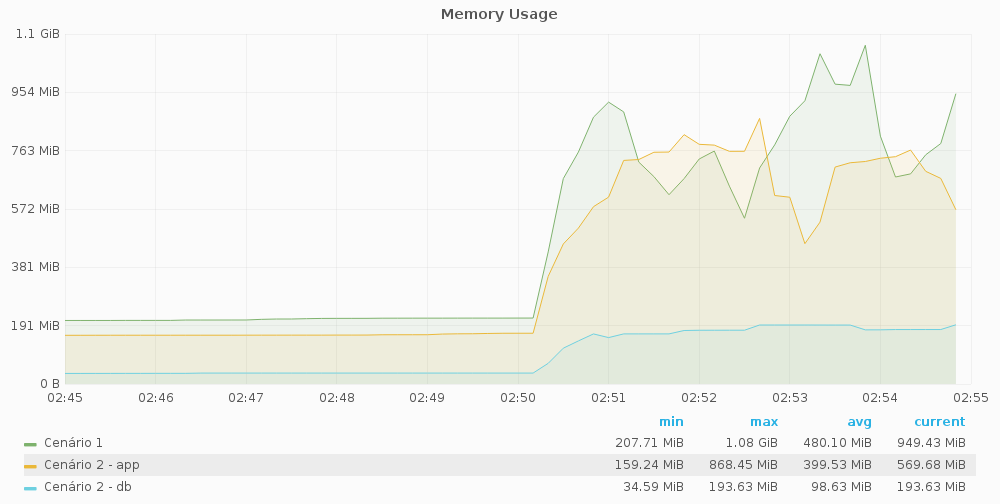 Memory Usage
1.1 GiB
954 MiB
763 MiB
572 MiB
381 MiB
191 MiB
0 B
02:45 02:46 02:47 02:48 02:49 02:50 02:51 02:52 02:53 02:54 02:55
min max avg current
Cenário 1 207.71 MiB 1.08 GiB 480.10 MiB 949.43 MiB
Cenário 2 - app 159.24 MiB 868.45 MiB 399.53 MiB 569.68 MiB
Cenário 2 - db 34.59 MiB 193.63 MiB 98.63 MiB 193.63 MiB